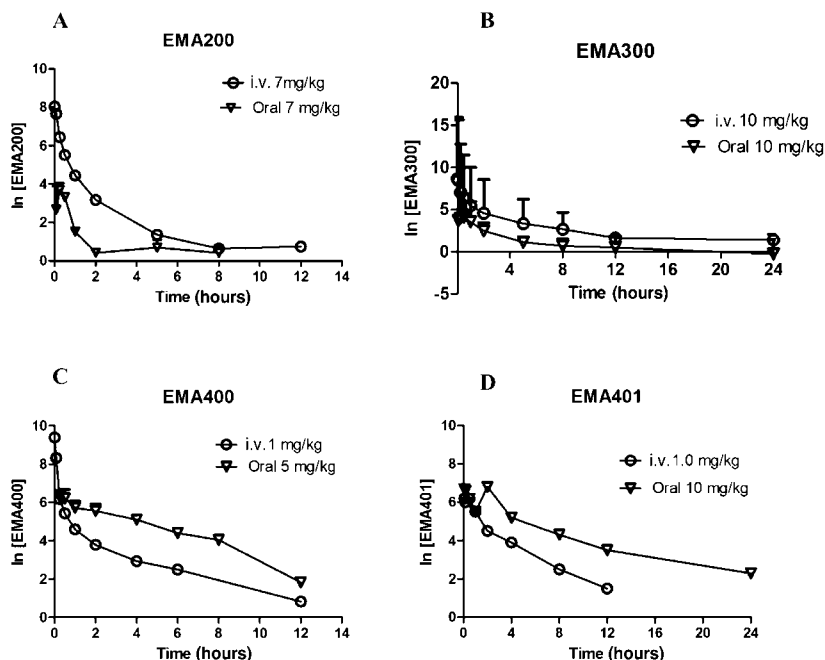 A
EMA200
ln [EMA200]
10
8
6
4
2
0
0 2 4 6 8 10 12 14
Time (hours)
i.v. 7mg/kg
Oral 7 mg/kg
B
EMA300
ln [EMA300]
20
15
10
5
0
-5
4 8 12 16 20 24
Time (hours)
i.v. 10 mg/kg
Oral 10 mg/kg
C
EMA400
ln [EMA400]
10
8
6
4
2
0
0 2 4 6 8 10 12 14
Time (hours)
i.v. 1 mg/kg
Oral 5 mg/kg
D
EMA401
ln [EMA401]
10
8
6
4
2
0
0 4 8 12 16 20 24
Time (hours)
i.v. 1.0 mg/kg
Oral 10 mg/kg